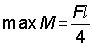 max M = Fl/4